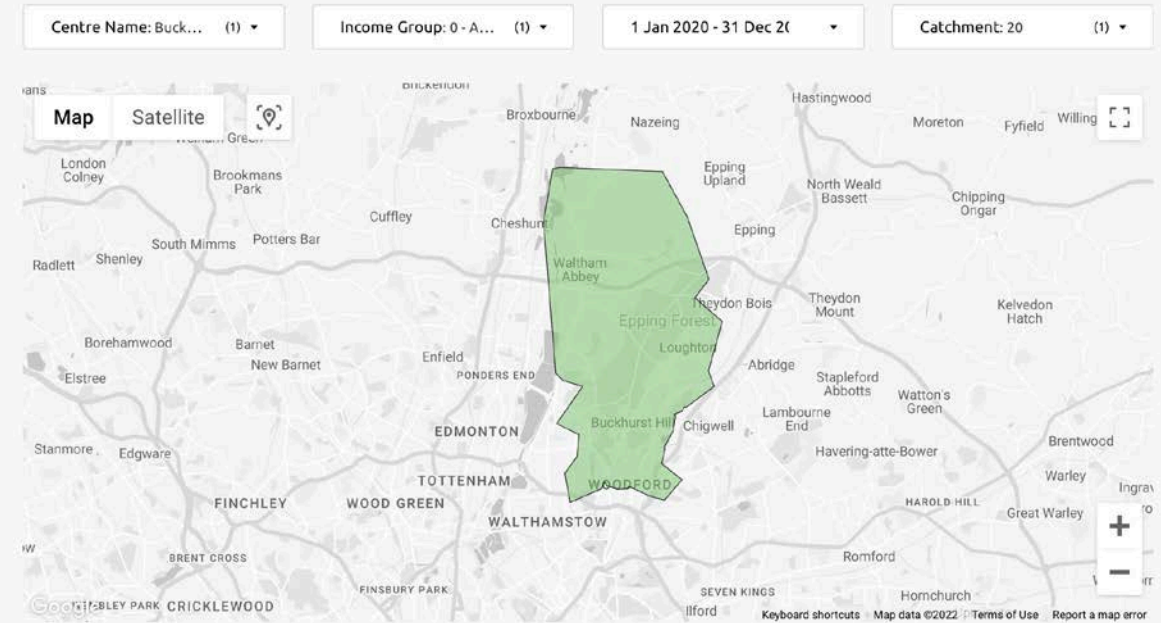 Centre Name: Buck... (1)
Income Group: 0 - A... (1)
1 Jan 2020 - 31 Dec 20
Catchment: 20 (1)
Map
Satellite
Broxbourne
Nazeing
Hastingwood
Moreton
Fyfield
Willing
London
Colney
Brookmans
Park
Epping
Upland
North Weald
Bassett
Chipping
Ongar
Cuffley
Cheshunt
Epping
South Mimms
Potters Bar
Radlett
Shenley
Waltham
Abbey
Theydon Bois
Theydon
Mount
Kelvedon
Hatch
Epping Forest
Borehamwood
Barnet
Enfield
Loughton
New Barnet
Abridge
Elstree
PONDERS END
Stapleford
Abbotts
Watton's
Green
Lambourne
End
Buckhurst Hill
Chigwell
EDMONTON
Stanmore
Edgware
Havering-atte-Bower
Brentwood
TOTTENHAM
WOODFORD
Warley
Ingrav
FINCHLEY
WOOD GREEN
HAROLD HILL
Great Warley
WALTHAMSTOW
BRENT CROSS
Romford
FINSBURY PARK
SEVEN KINGS
Hornchurch
Google
CRICKLEWOOD
Ilford
Keyboard shortcuts
Map data ©2022
Terms of Use
Report a map error